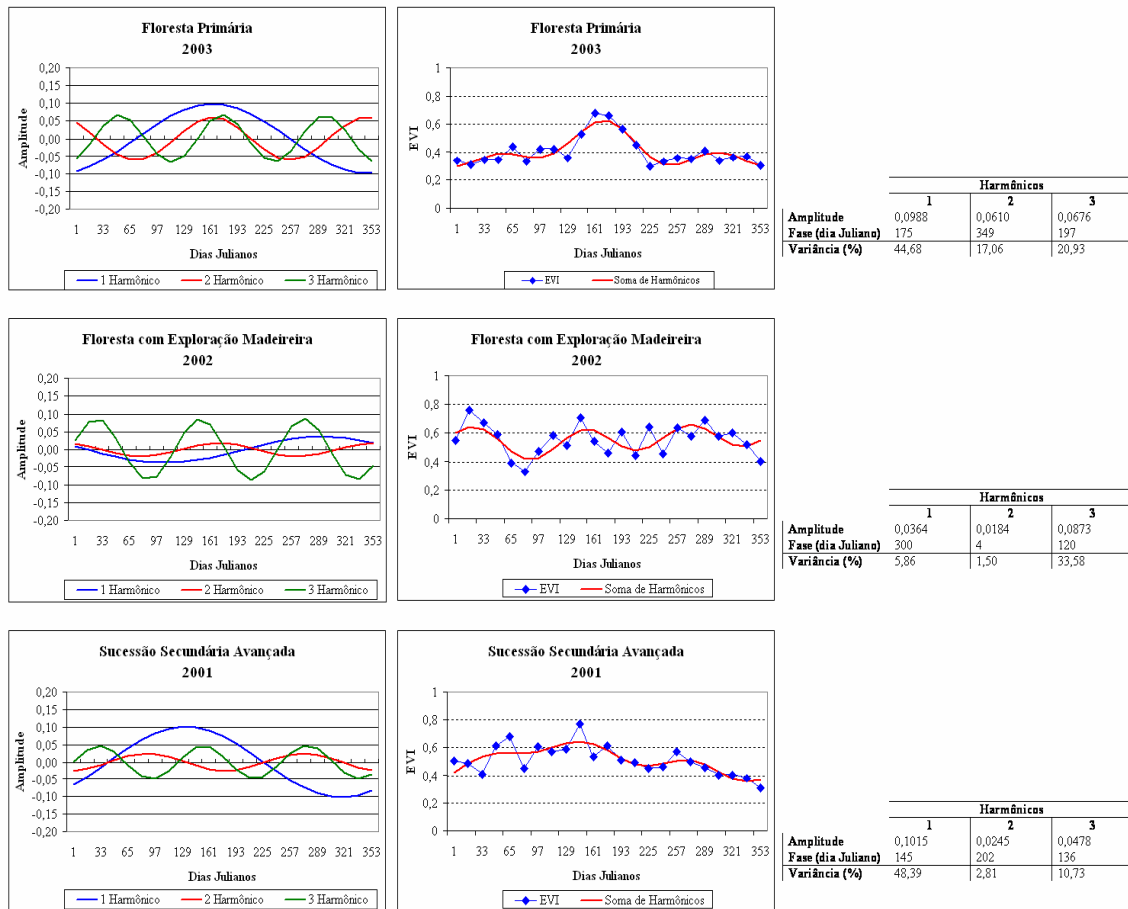 Floresta Primária
2003
0,20
0,15
0,10
0,05
0,00
-0,05
-0,10
-0,15
-0,20
Amplitude
1 33 65 97 129 161 193 225 257 289 321 353
Dias Julianos
1 Harmônico 2 Harmônico 3 Harmônico
Floresta Primária
2003
1
0,8
0,6
0,4
0,2
0
EVI
1 33 65 97 129 161 193 225 257 289 321 353
Dias Julianos
EVI Soma de Harmônicos
Harmônicos
1 2 3
Amplitude 0,0988 0,0610 0,0676
Fase (dia Juliano) 175 349 197
Variância (%) 44,68 17,06 20,93
Floresta com Exploração Madeireira
2002
0,20
0,15
0,10
0,05
0,00
-0,05
-0,10
-0,15
-0,20
Amplitude
1 33 65 97 129 161 193 225 257 289 321 353
Dias Julianos
1 Harmônico 2 Harmônico 3 Harmônico
Floresta com Exploração Madeireira
2002
1
0,8
0,6
0,4
0,2
0
EVI
1 33 65 97 129 161 193 225 257 289 321 353
Dias Julianos
EVI Soma de Harmônicos
Harmônicos
1 2 3
Amplitude 0,0364 0,0184 0,0873
Fase (dia Juliano) 300 4 120
Variância (%) 5,86 1,50 33,58
Sucessão Secundária Avançada
2001
0,20
0,15
0,10
0,05
0,00
-0,05
-0,10
-0,15
-0,20
Amplitude
1 33 65 97 129 161 193 225 257 289 321 353
Dias Julianos
1 Harmônico 2 Harmônico 3 Harmônico
Sucessão Secundária Avançada
2001
1
0,8
0,6
0,4
0,2
0
EVI
1 33 65 97 129 161 193 225 257 289 321 353
Dias Julianos
EVI Soma de Harmônicos
Harmônicos
1 2 3
Amplitude 0,1015 0,0245 0,0478
Fase (dia Juliano) 145 202 136
Variância (%) 48,39 2,81 10,73